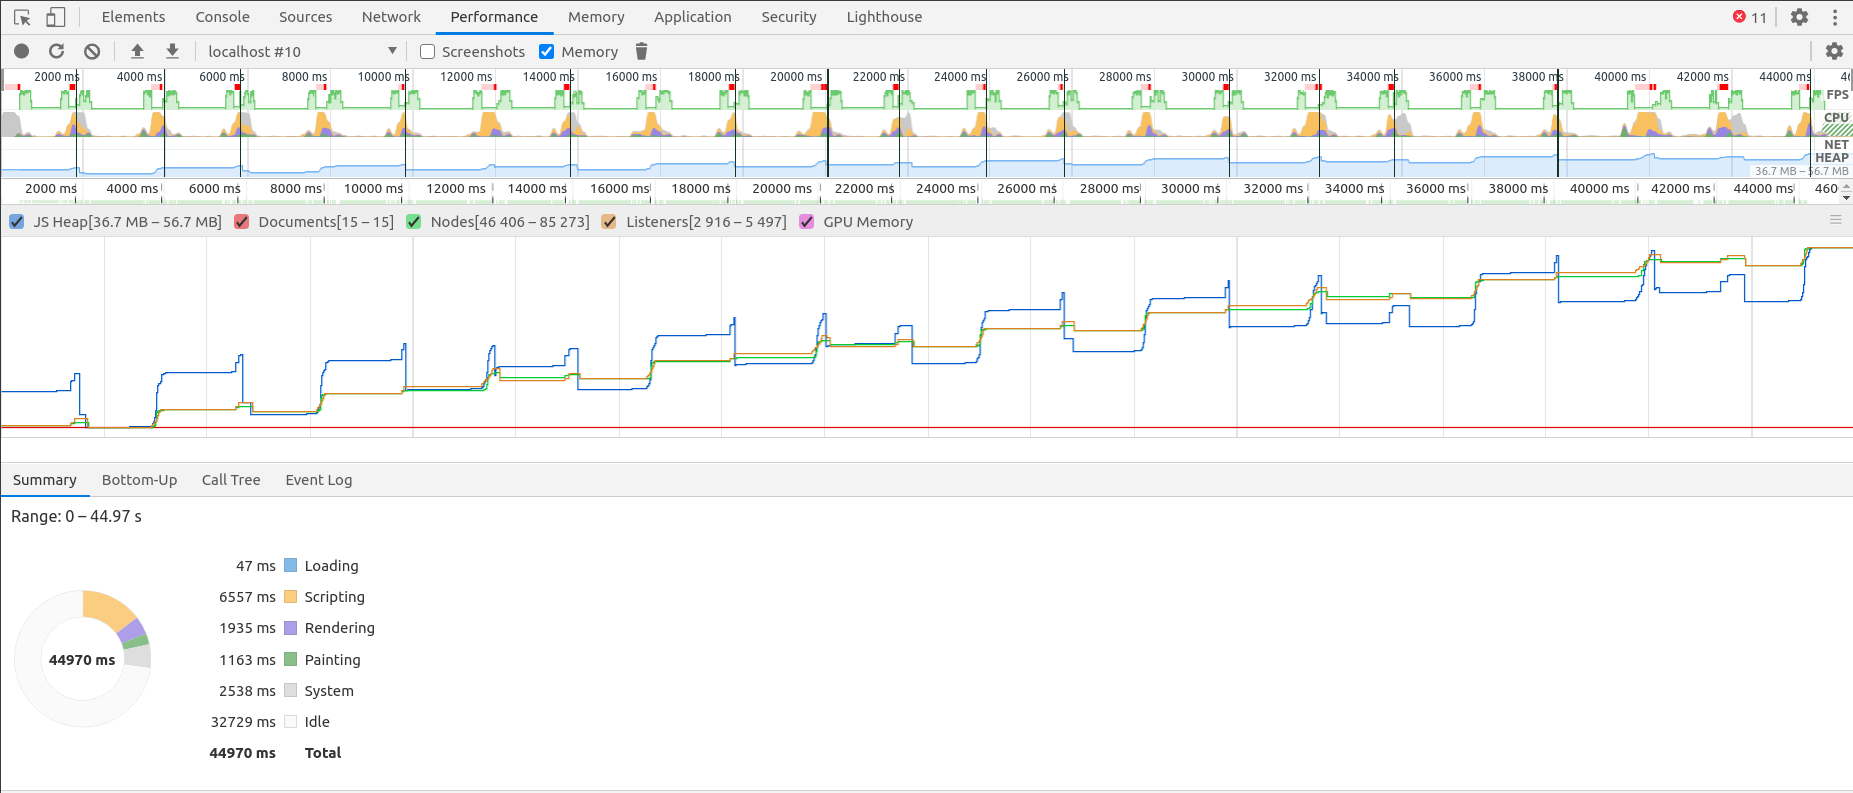 Elements Console Sources Network Performance Memory Application Security Lighthouse 11
localhost #10 Screenshots Memory
2000 ms 4000 ms 6000 ms 8000 ms 10000 ms 12000 ms 14000 ms 16000 ms 18000 ms 20000 ms 22000 ms 24000 ms 26000 ms 28000 ms 30000 ms 32000 ms 34000 ms 36000 ms 38000 ms 40000 ms 42000 ms 44000 ms
FPS
CPU
NET
HEAP
36.7 MB – 56.7 MB
2000 ms 4000 ms 6000 ms 8000 ms 10000 ms 12000 ms 14000 ms 16000 ms 18000 ms 20000 ms 22000 ms 24000 ms 26000 ms 28000 ms 30000 ms 32000 ms 34000 ms 36000 ms 38000 ms 40000 ms 42000 ms 44000 ms 460
JS Heap[36.7 MB – 56.7 MB] Documents[15 – 15] Nodes[46 406 – 85 273] Listeners[2 916 – 5 497] GPU Memory
Summary Bottom-Up Call Tree Event Log
Range: 0 – 44.97 s
47 ms Loading
6557 ms Scripting
1935 ms Rendering
44970 ms
1163 ms Painting
2538 ms System
32729 ms Idle
44970 ms Total